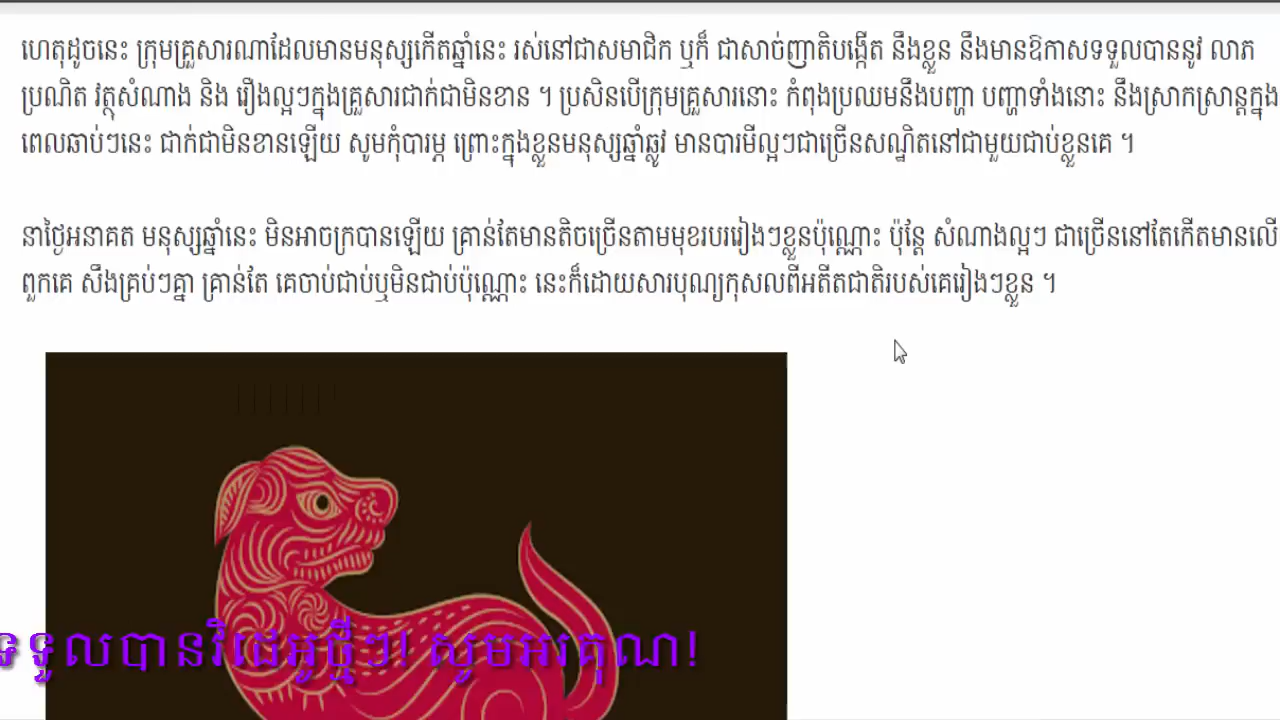 ហេតុដូចនេះ ក្រុមគ្រួសារណាដែលមានមនុស្សកើតឆ្នាំនេះ រស់នៅជាសមាជិក ឬក៏ ជាសាច់ញាតិបង្កើត នឹងខ្លួន នឹងមានឱកាសទទួលបាននូវ លាភ
ប្រណិត វត្ថុសំណាង និង រឿងល្អៗក្នុងគ្រួសារជាក់ជាមិនខាន ។ ប្រសិនបើក្រុមគ្រួសារនោះ កំពុងប្រឈមនឹងបញ្ហា បញ្ហាទាំងនោះ នឹងស្រាកស្រាន្តក្នុង
ពេលឆាប់ៗនេះ ជាក់ជាមិនខានឡើយ សូមកុំបារម្ភ ព្រោះក្នុងខ្លួនមនុស្សឆ្នាំឆ្លូវ មានបារមីល្អៗជាច្រើនសណ្ឋិតនៅជាមួយជាប់ខ្លួនគេ ។
នាថ្ងៃអនាគត មនុស្សឆ្នាំនេះ មិនអាចក្របានឡើយ គ្រាន់តែមានតិចច្រើនតាមមុខរបររៀងៗខ្លួនប៉ុណ្ណោះ ប៉ុន្តែ សំណាងល្អៗ ជាច្រើននៅតែកើតមានលើ
ពួកគេ សឹងគ្រប់ៗគ្នា គ្រាន់តែ គេចាប់ជាប់ឬមិនជាប់ប៉ុណ្ណោះ នេះក៏ដោយសារបុណ្យកុសលពីអតីតជាតិរបស់គេរៀងៗខ្លួន ។
ទទួលបានវិដេអូថ្មីៗ! សូមអរគុណ!